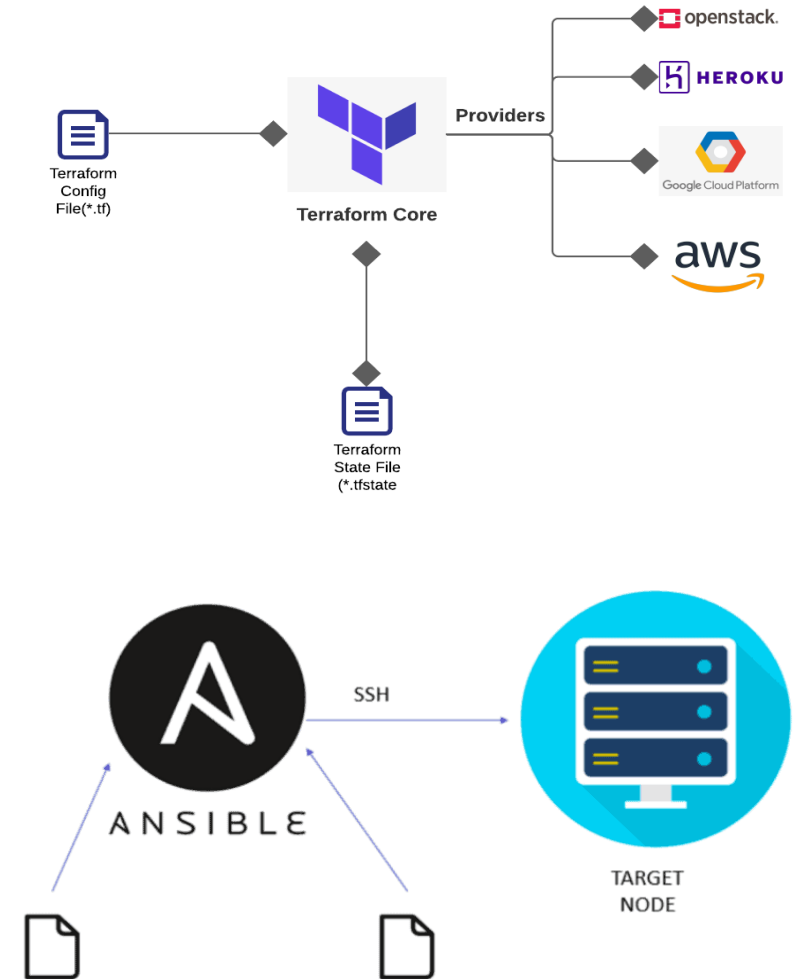 openstack.
HEROKU
Providers
Google Cloud Platform
Terraform
Config
File(*.tf)
Terraform Core
aws
Terraform
State File
(*.tfstate
SSH
ANSIBLE
TARGET
NODE